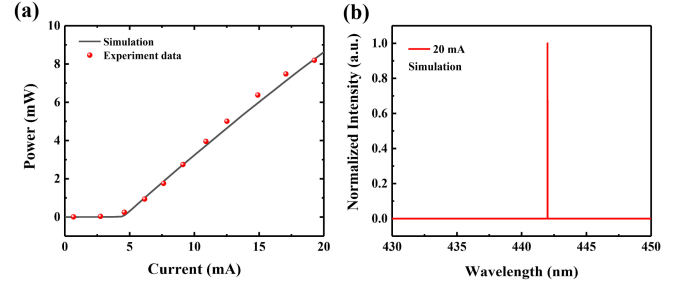 (a)
10
8
6
4
2
0
Power (mW)
Simulation
Experiment data
0 5 10 15 20
Current (mA)
(b)
1.0
0.8
0.6
0.4
0.2
0.0
Normalized Intensity (a.u.)
20 mA
Simulation
430 435 440 445 450
Wavelength (nm)